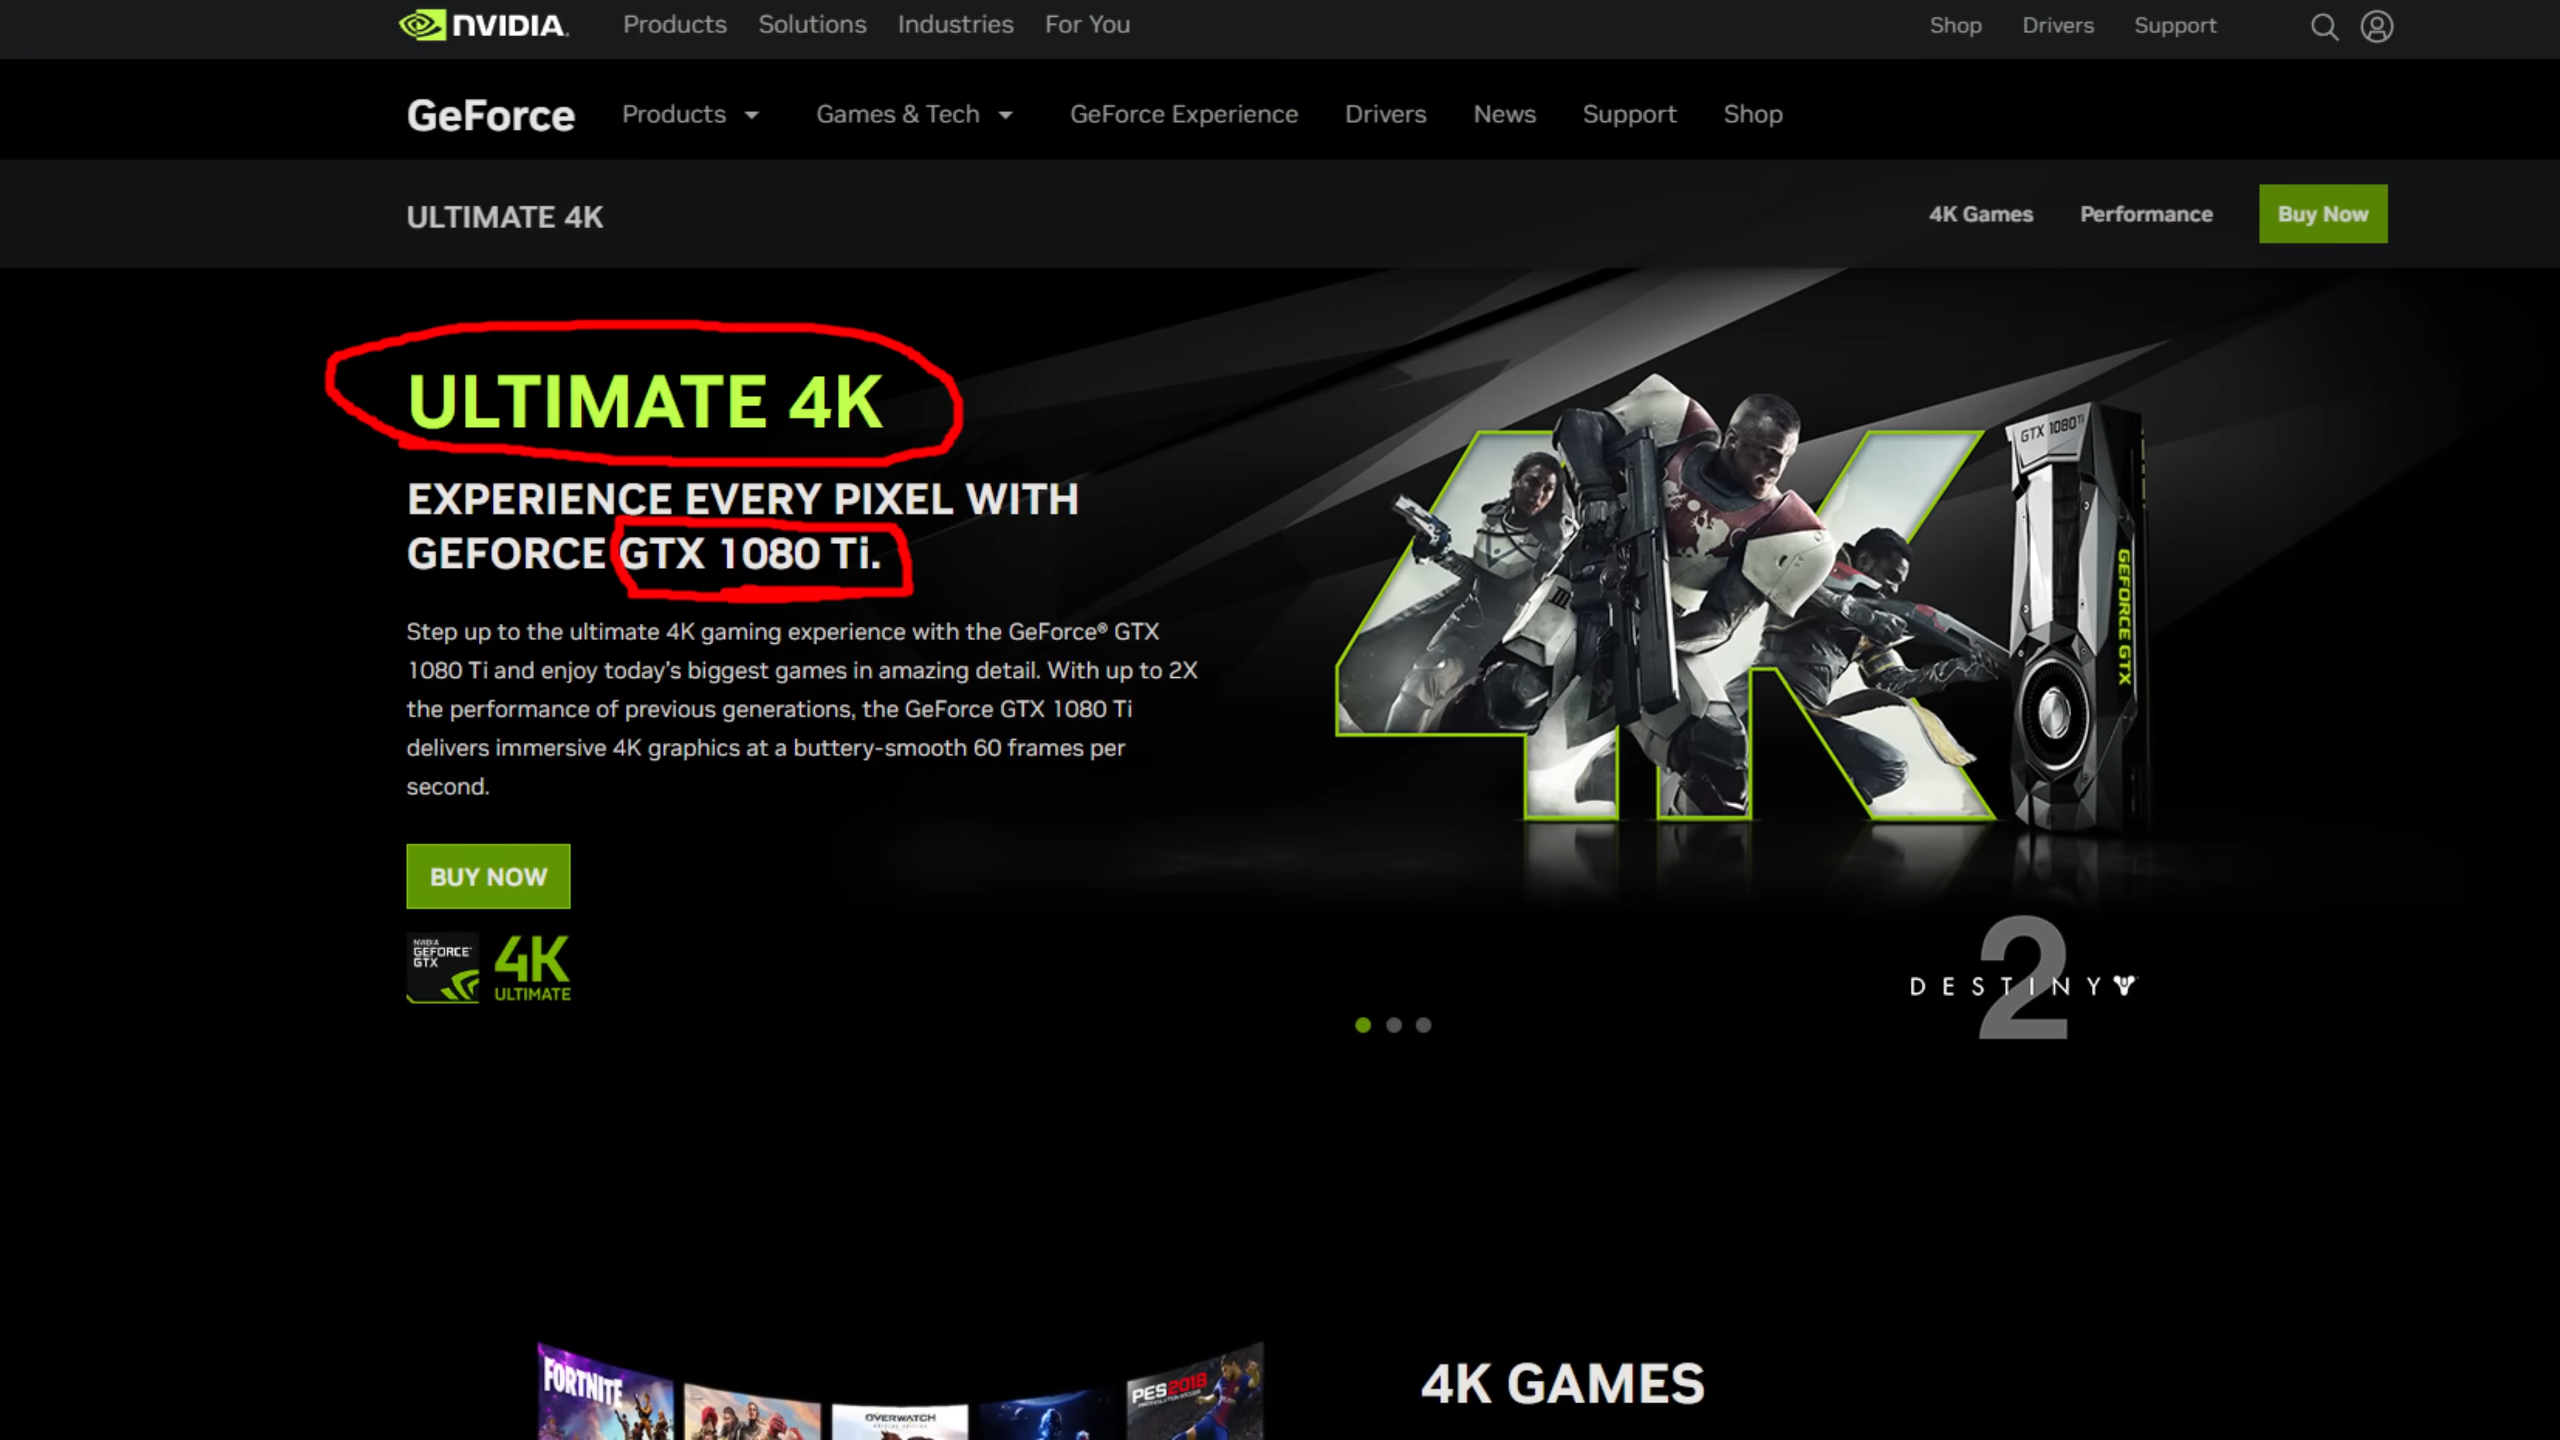 NVIDIA.
Products Solutions Industries For You
Shop Drivers Support
GeForce
Products Games & Tech GeForce Experience Drivers News Support Shop
ULTIMATE 4K
4K Games Performance Buy Now
ULTIMATE 4K
EXPERIENCE EVERY PIXEL WITH
GEFORCE GTX 1080 Ti.
Step up to the ultimate 4K gaming experience with the GeForce® GTX
1080 Ti and enjoy today's biggest games in amazing detail. With up to 2X
the performance of previous generations, the GeForce GTX 1080 Ti
delivers immersive 4K graphics at a buttery-smooth 60 frames per
second.
BUY NOW
NVIDIA
GEFORCE
GTX
4K
ULTIMATE
4K
GTX 1080 Ti
GEFORCE GTX
DESTINY
2
FORTNITE
OVERWATCH
PES2018
4K GAMES